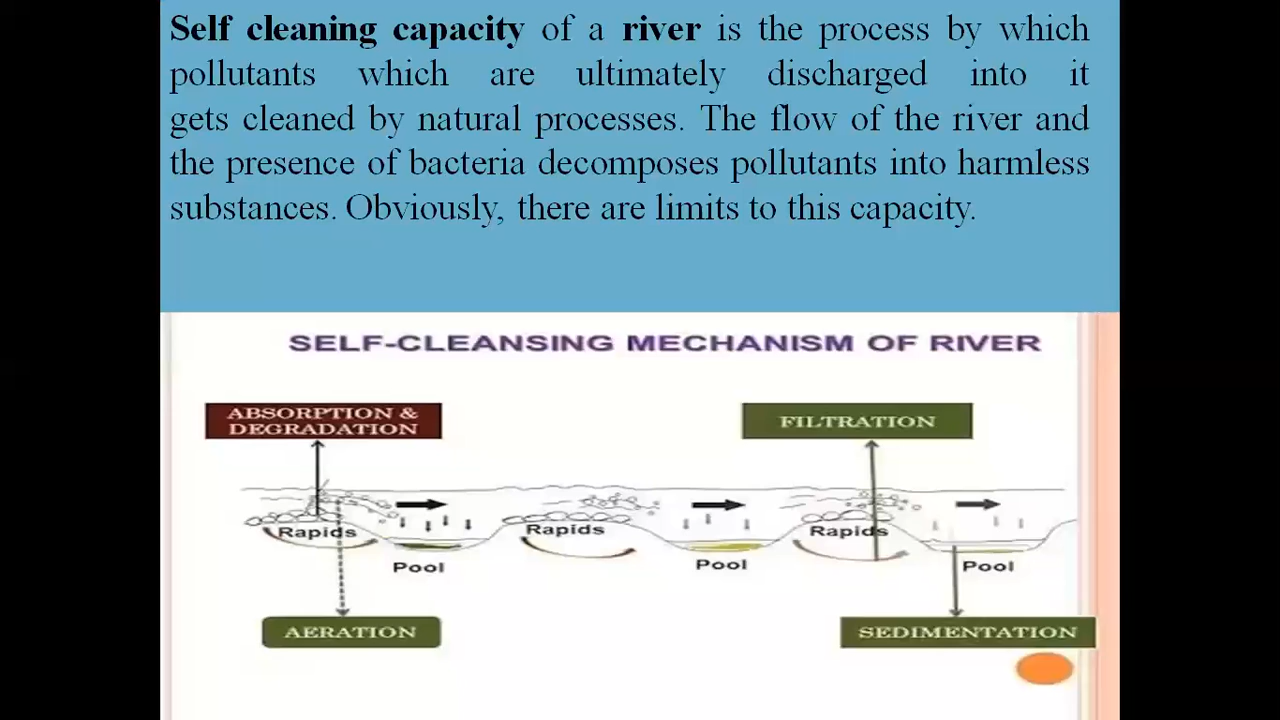 Self cleaning capacity of a river is the process by which
pollutants which are ultimately discharged into it
gets cleaned by natural processes. The flow of the river and
the presence of bacteria decomposes pollutants into harmless
substances. Obviously, there are limits to this capacity.
SELF-CLEANSING MECHANISM OF RIVER
ABSORPTION &
DEGRADATION
FILTRATION
Rapids
Rapids
Rapids
Pool
Pool
Pool
AERATION
SEDIMENTATION